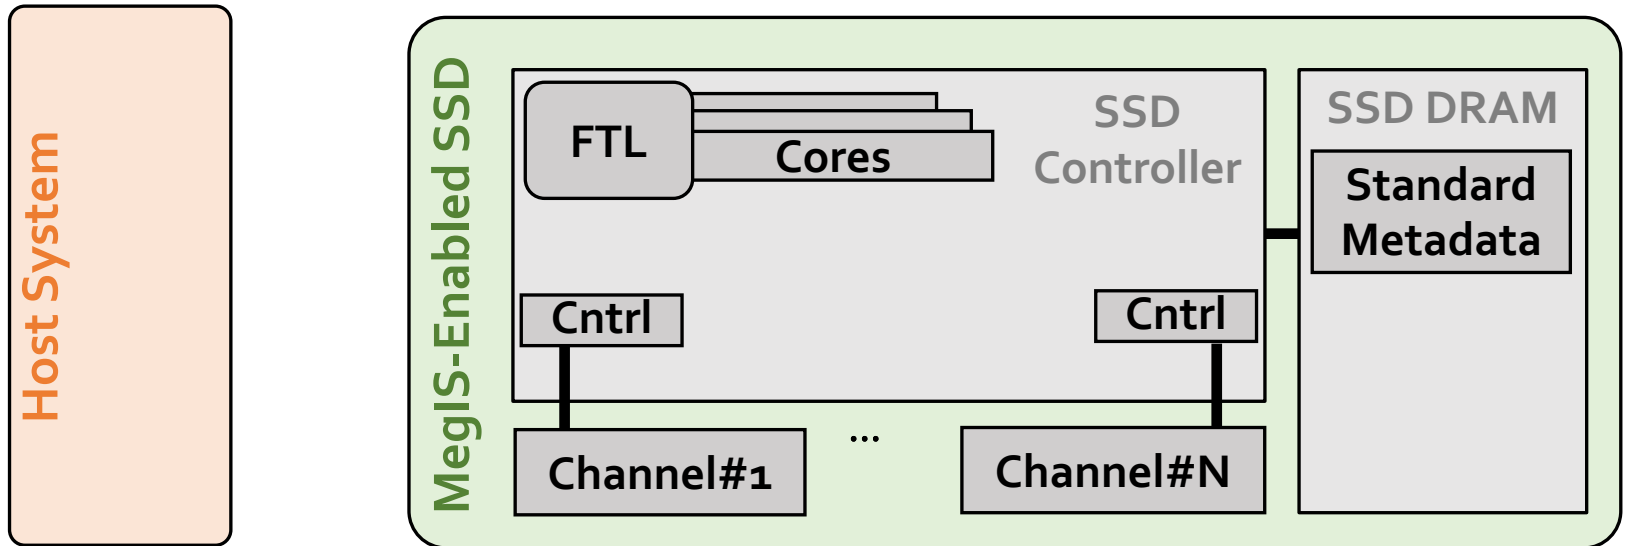 Host System
MegIS-Enabled SSD
FTL
Cores
SSD
Controller
SSD DRAM
Standard
Metadata
Cntrl
Cntrl
Channel#1
...
Channel#N